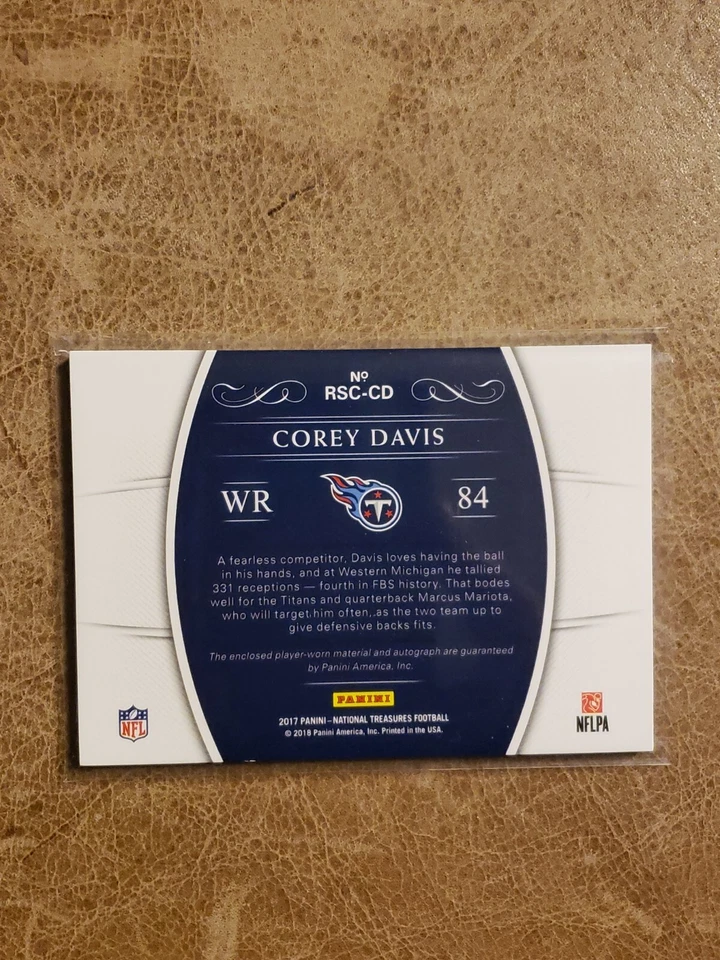 Nº
RSC-CD
COREY DAVIS
WR
84
T
A fearless competitor, Davis loves having the ball
in his hands, and at Western Michigan he tallied
331 receptions — fourth in FBS history. That bodes
well for the Titans and quarterback Marcus Mariota,
who will target him often, as the two team up to
give defensive backs fits.
The enclosed player-worn material and autograph are guaranteed
by Panini America, Inc.
PANINI
2017 PANINI – NATIONAL TREASURES FOOTBALL
© 2018 Panini America, Inc. Printed in the USA.
NFL
NFLPA